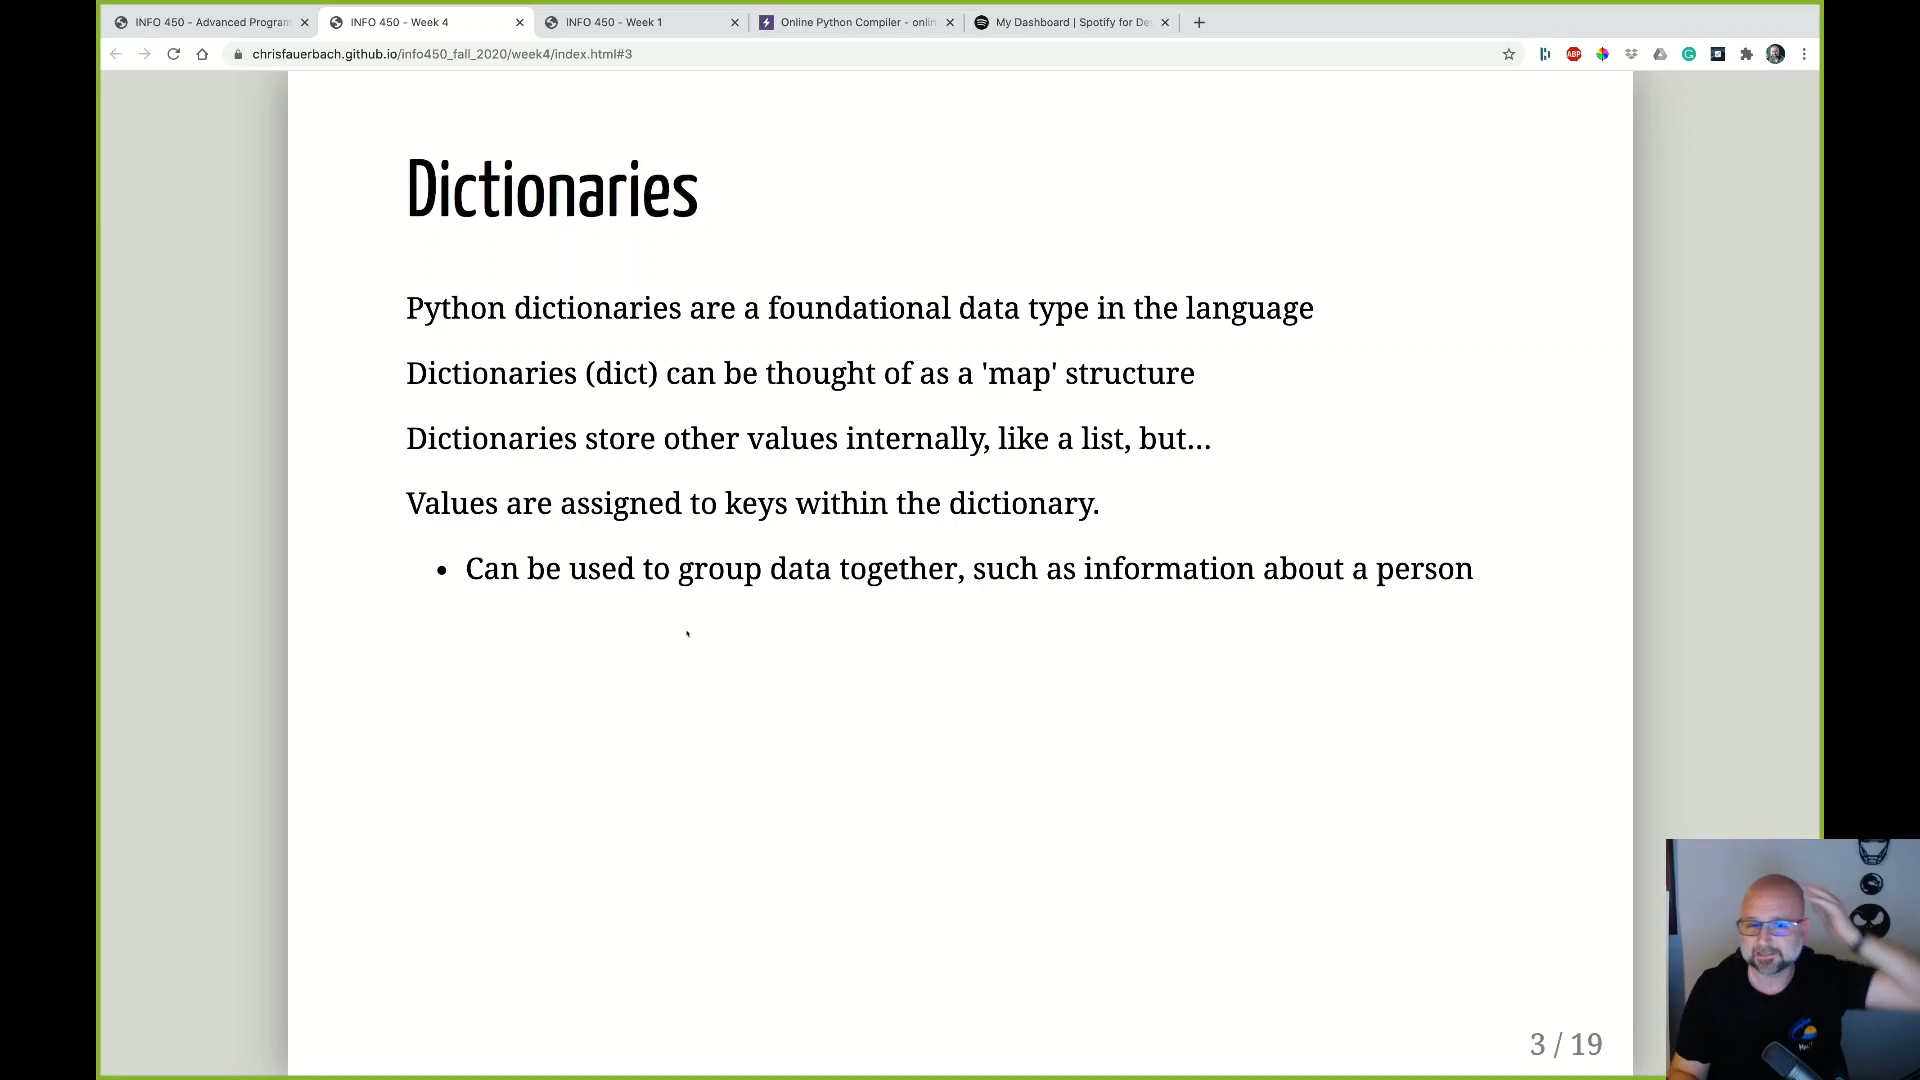 INFO 450 - Advanced Program
INFO 450 - Week 4
INFO 450 - Week 1
Online Python Compiler - onlin
My Dashboard | Spotify for De
chrisfauerbach.github.io/info450_fall_2020/week4/index.html#3
ABP
Dictionaries
Python dictionaries are a foundational data type in the language
Dictionaries (dict) can be thought of as a 'map' structure
Dictionaries store other values internally, like a list, but...
Values are assigned to keys within the dictionary.
• Can be used to group data together, such as information about a person
3 / 19